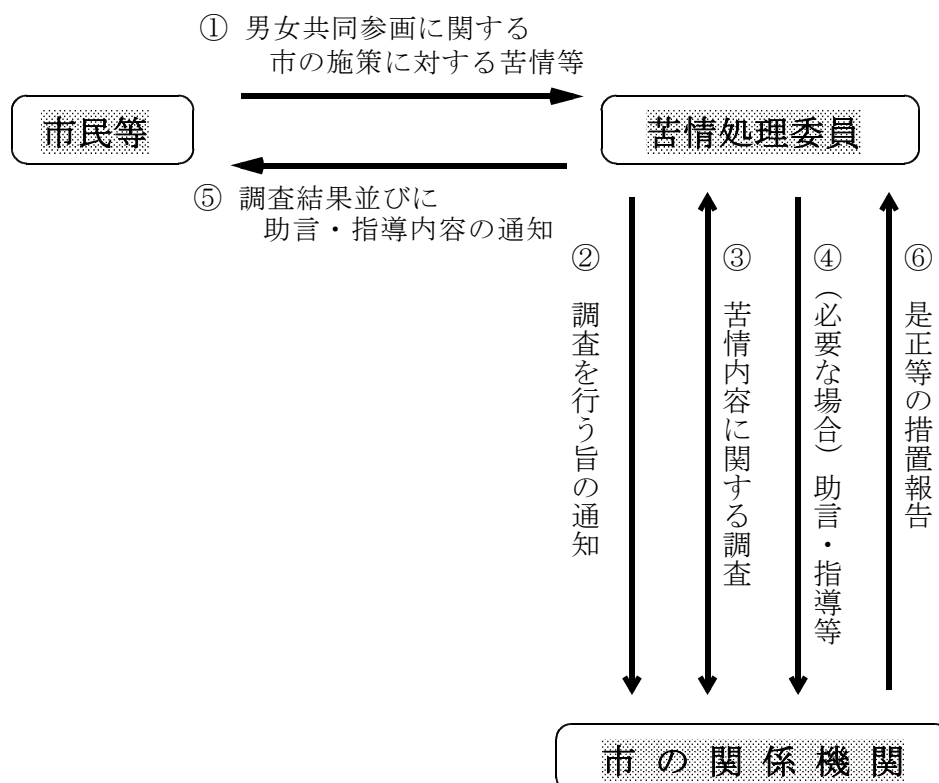 ① 男女共同参画に関する
市の施策に対する苦情等
市民等
苦情処理委員
⑤ 調査結果並びに
助言・指導内容の通知
② 調査を行う旨の通知
③ 苦情内容に関する調査
④ (必要な場合) 助言・指導等
⑥ 是正等の措置報告
市の関係機関